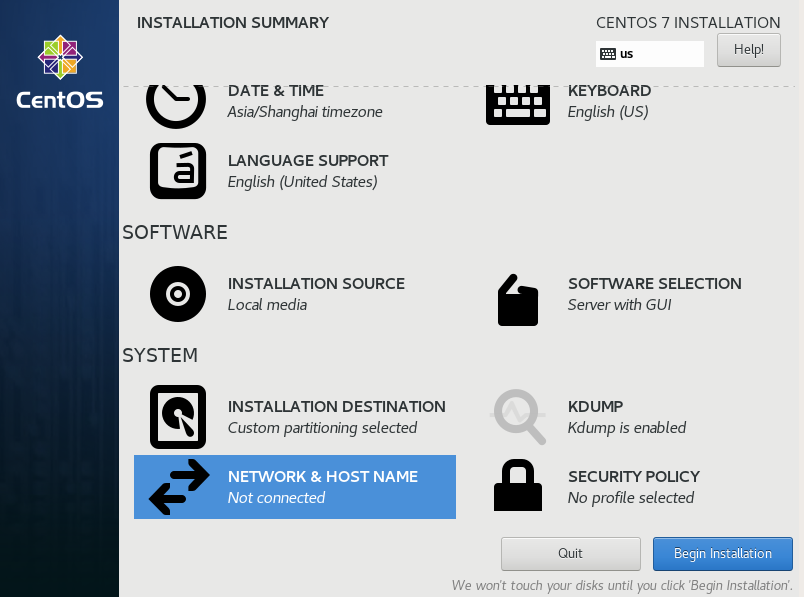 INSTALLATION SUMMARY
CENTOS 7 INSTALLATION
us
Help!
CentOS
DATE & TIME
Asia/Shanghai timezone
KEYBOARD
English (US)
á
LANGUAGE SUPPORT
English (United States)
SOFTWARE
INSTALLATION SOURCE
Local media
SOFTWARE SELECTION
Server with GUI
SYSTEM
INSTALLATION DESTINATION
Custom partitioning selected
KDUMP
Kdump is enabled
NETWORK & HOST NAME
Not connected
SECURITY POLICY
No profile selected
Quit
Begin Installation
We won't touch your disks until you click 'Begin Installation'.